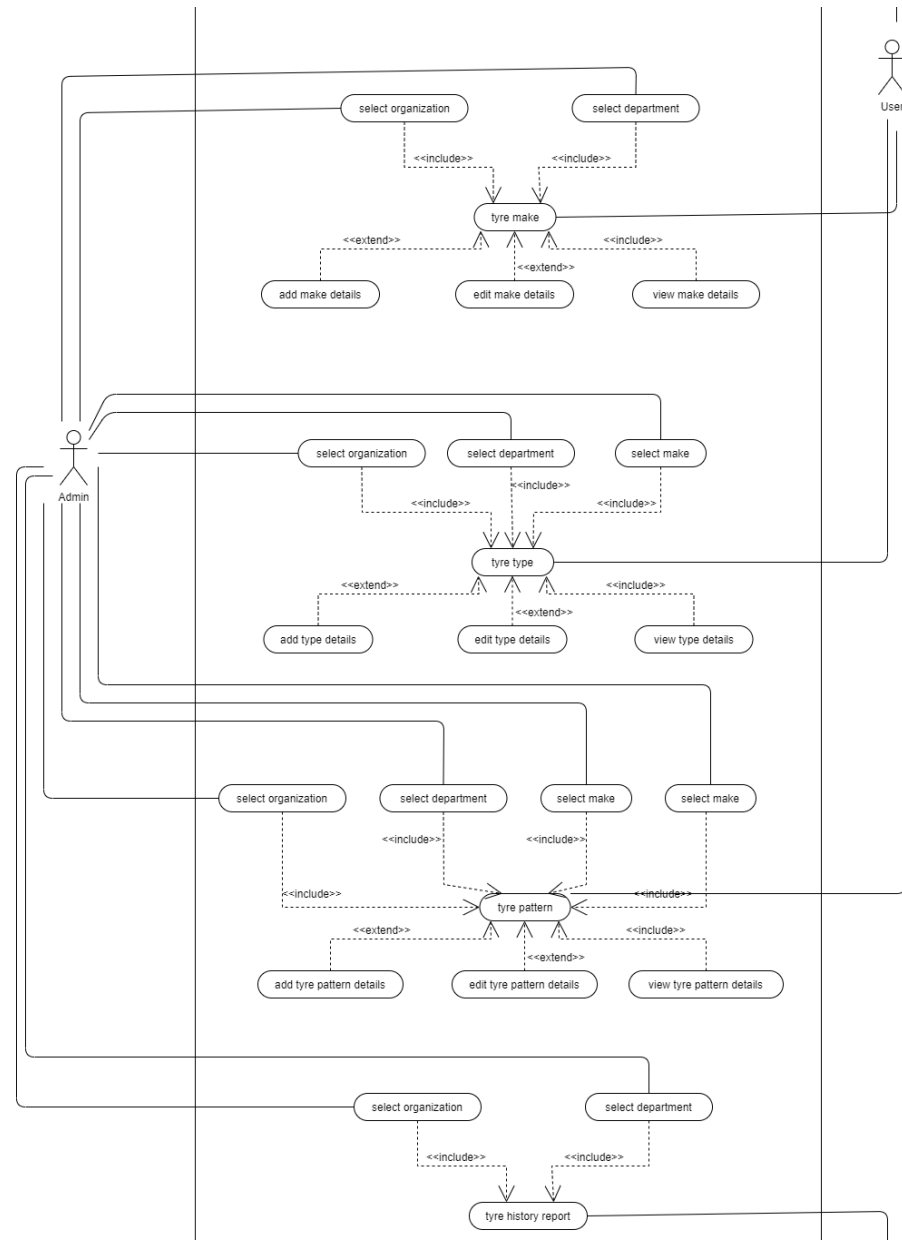 User
select organization
select department
<<include>>
<<include>>
tyre make
<<extend>>
<<include>>
<<extend>>
add make details
edit make details
view make details
Admin
select organization
select department
select make
<<include>>
<<include>>
<<include>>
tyre type
<<extend>>
<<include>>
<<extend>>
add type details
edit type details
view type details
select organization
select department
select make
select make
<<include>>
<<include>>
<<include>>
<<include>>
tyre pattern
<<extend>>
<<include>>
<<extend>>
add tyre pattern details
edit tyre pattern details
view tyre pattern details
select organization
select department
<<include>>
<<include>>
tyre history report